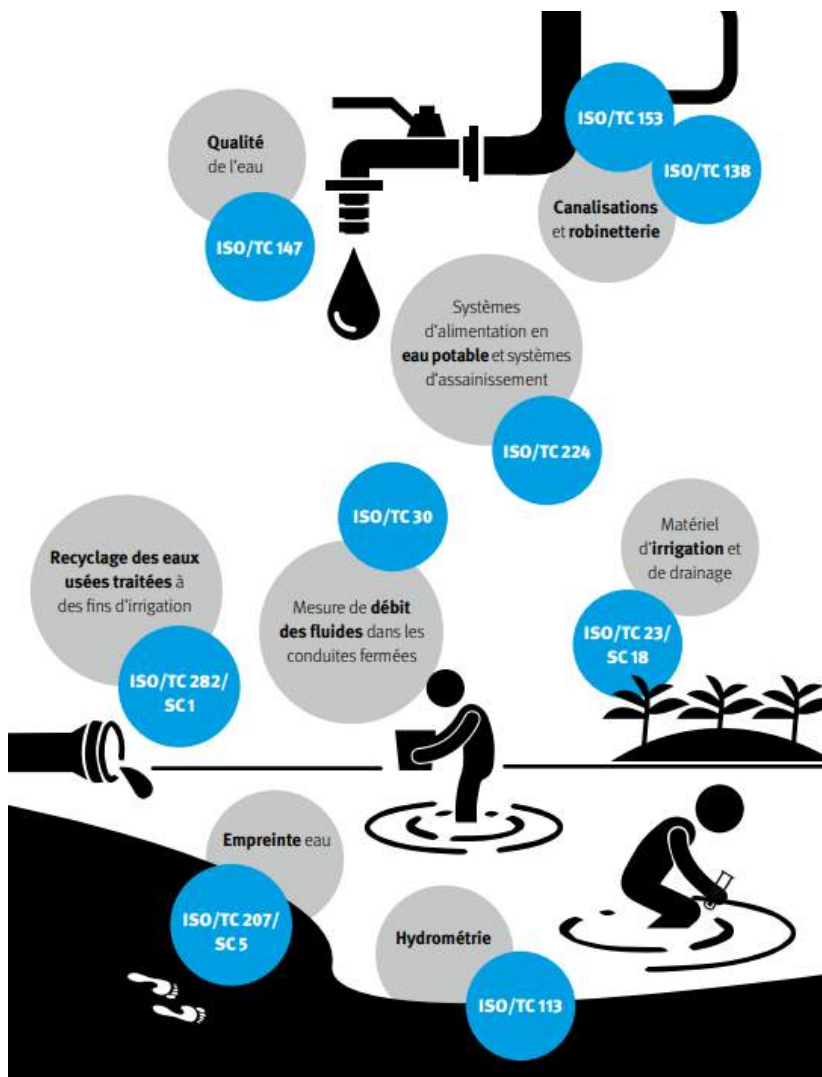 Qualité
de l'eau
ISO/TC 147
ISO/TC 153
ISO/TC 138
Canalisations
et robinetterie
Systèmes
d'alimentation en
eau potable et systèmes
d'assainissement
ISO/TC 224
ISO/TC 30
Mesure de débit
des fluides dans les
conduites fermées
Recyclage des eaux
usées traitées à
des fins d'irrigation
ISO/TC 282/
SC 1
Matériel
d'irrigation et
de drainage
ISO/TC 23/
SC 18
Empreinte eau
ISO/TC 207/
SC 5
Hydrométrie
ISO/TC 113